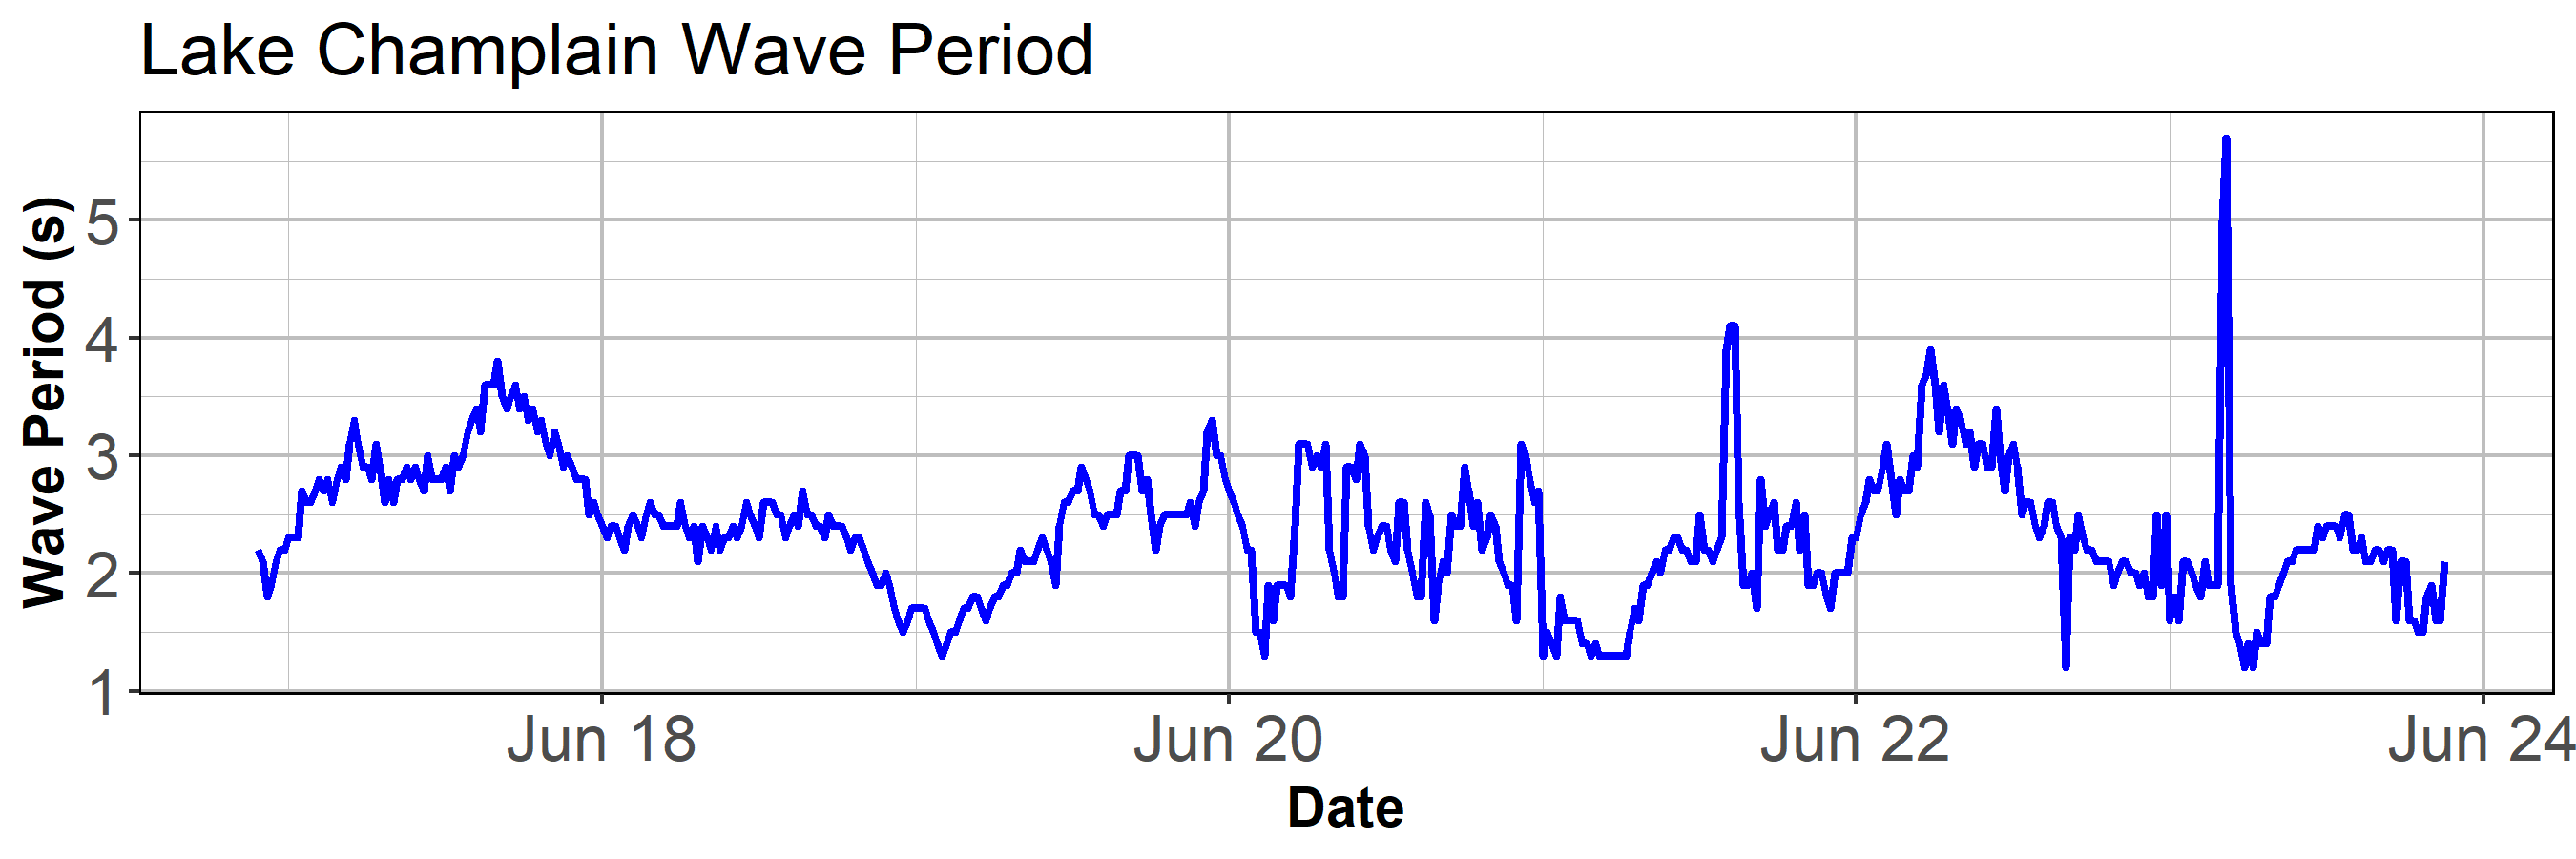 Lake Champlain Wave Period
Wave Period (s)
5
4
3
2
1
Jun 18
Jun 20
Jun 22
Jun 24
Date